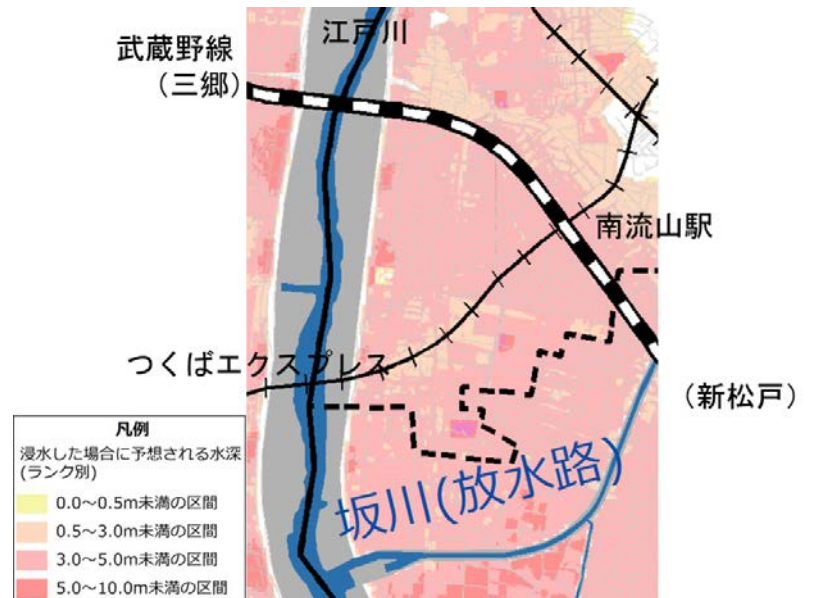 江戸川
武蔵野線
（三郷）
南流山駅
つくばエクスプレス
（新松戸）
坂川(放水路)
凡例
浸水した場合に予想される水深
(ランク別)
0.0～0.5m未満の区間
0.5～3.0m未満の区間
3.0～5.0m未満の区間
5.0～10.0m未満の区間